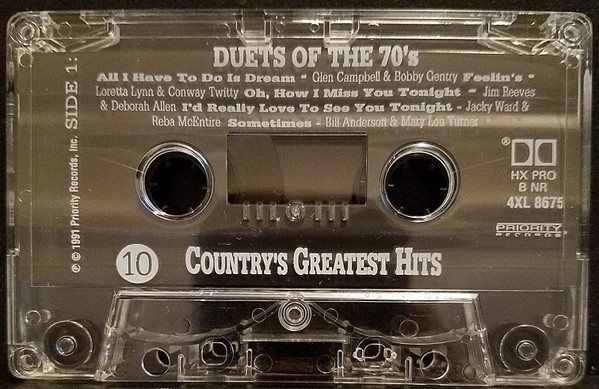 DUETS OF THE 70's
All I Have To Do Is Dream - Glen Campbell & Bobby Gentry Feelin's -
Loretta Lynn & Conway Twitty Oh, How I Miss You Tonight - Jim Reeves
& Deborah Allen I'd Really Love To See You Tonight - Jacky Ward &
Reba McEntire Sometimes - Bill Anderson & Mary Lou Turner
SIDE 1:
℗ © 1991 Priority Records, Inc.
®
HX PRO
B NR
4XL 8675
PRIORITY
RECORDS
10 COUNTRY'S GREATEST HITS